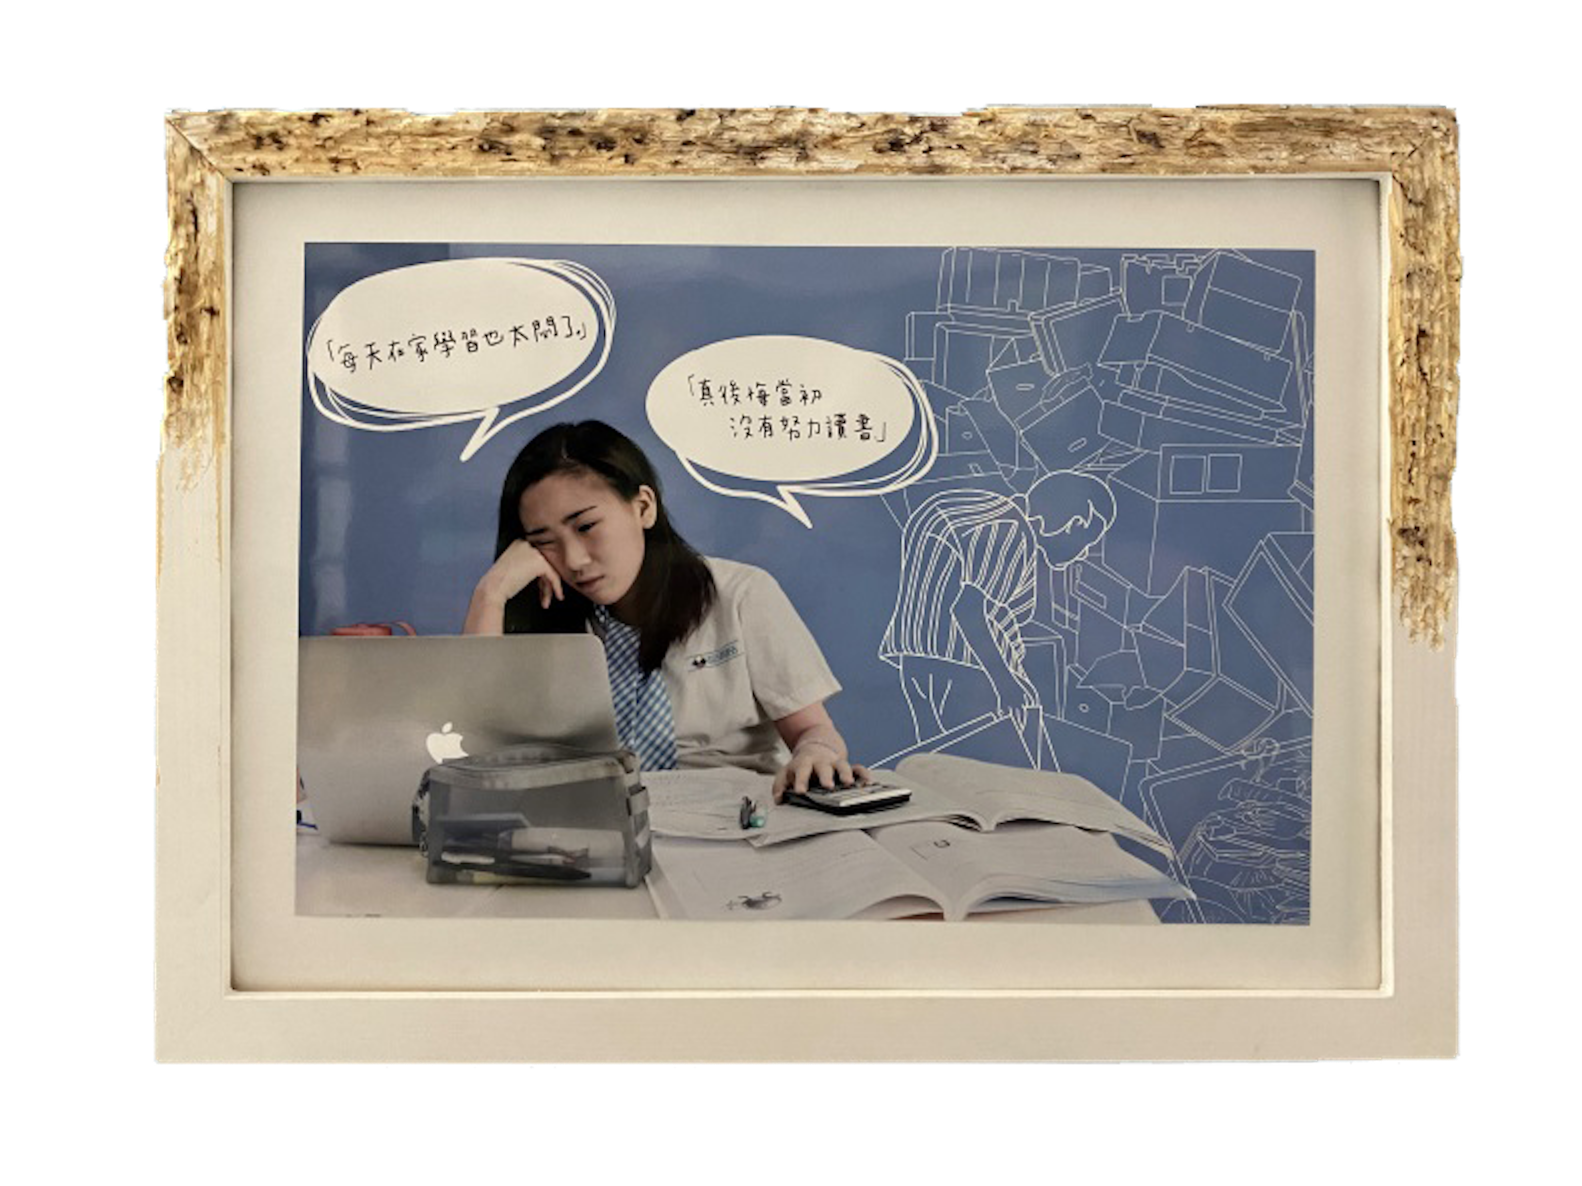 「每天在家學習也太悶了」
「真後悔當初
沒有努力讀書」